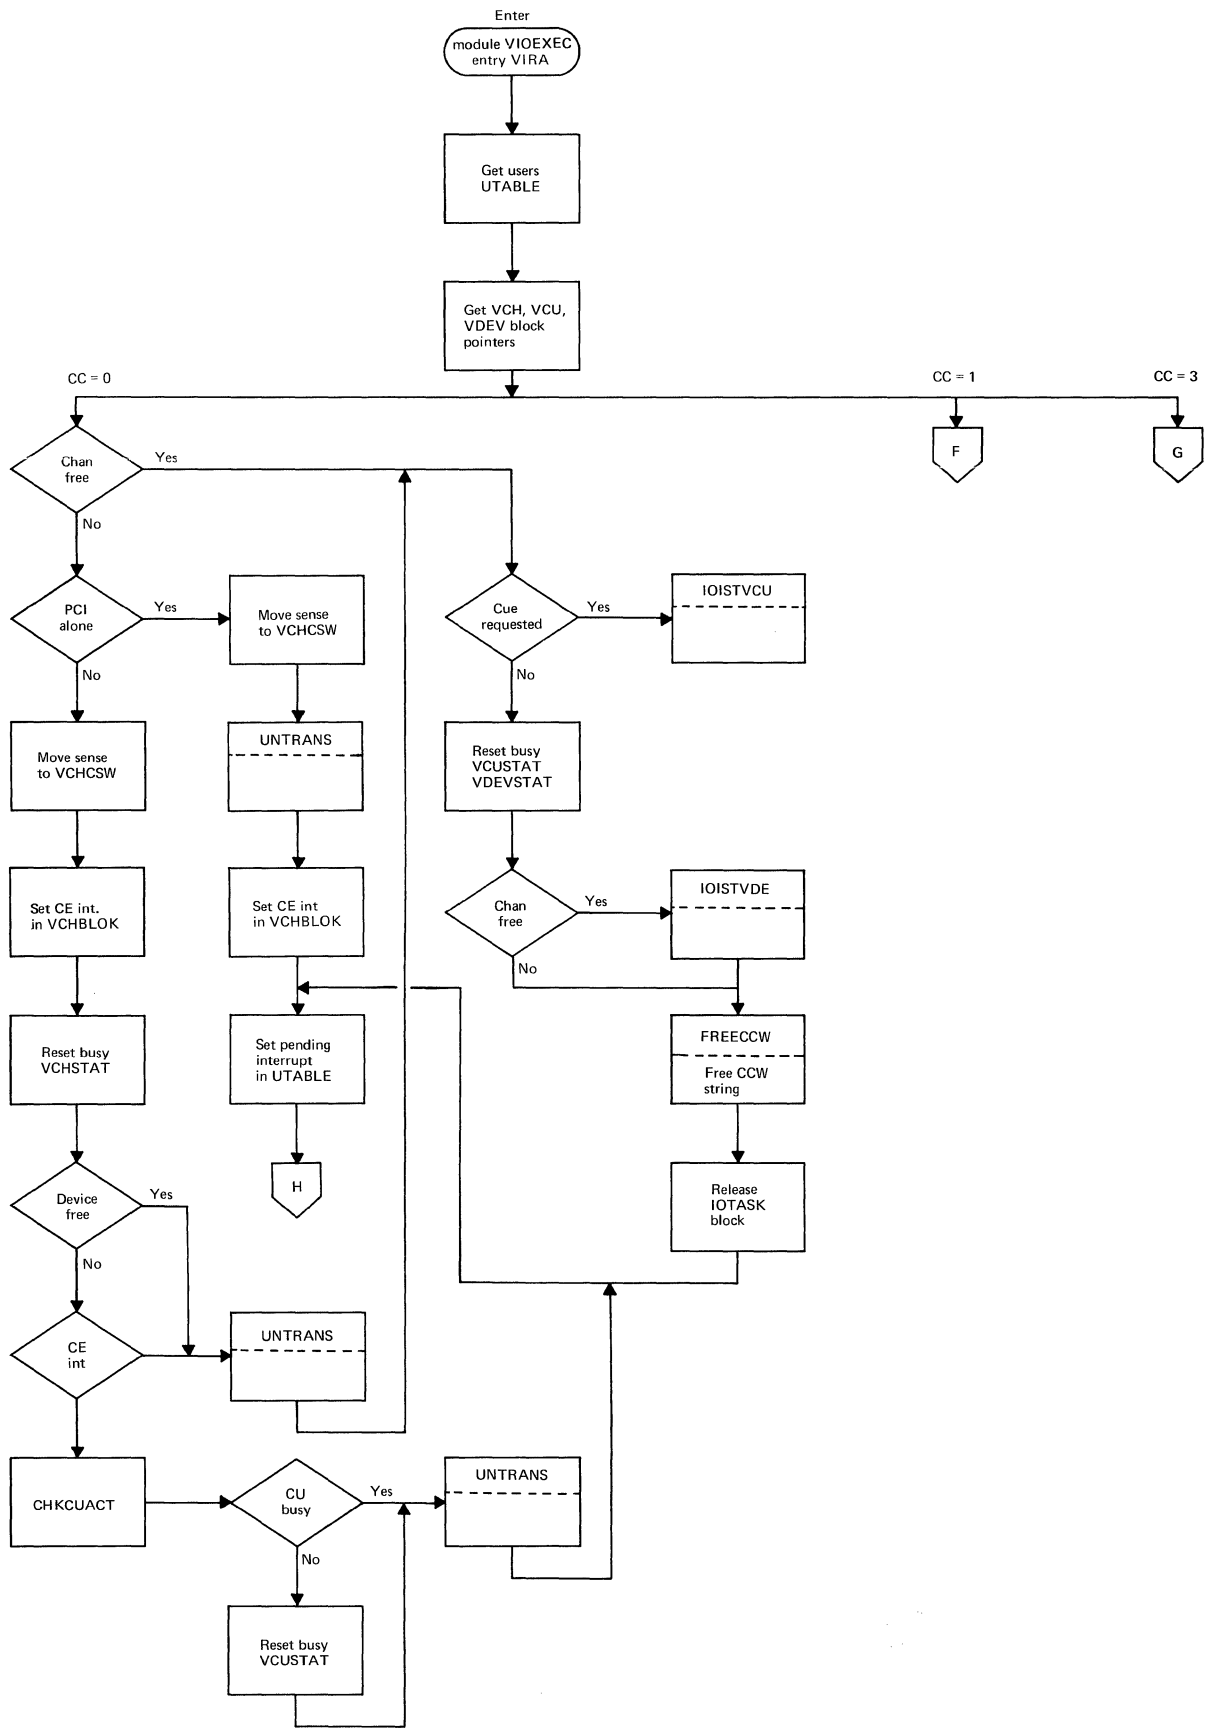 Enter
module VIOEXEC
entry VIRA
Get users
UTABLE
Get VCH, VCU,
VDEV block
pointers
CC = 0
CC = 1
CC = 3
Chan
free
Yes
F
G
No
PCI
alone
Yes
Move sense
to VCHCSW
Cue
requested
Yes
IOISTVCU
No
No
Move sense
to VCHCSW
UNTRANS
Reset busy
VCUSTAT
VDEVSTAT
Set CE int.
in VCHBLOK
Set CE int
in VCHBLOK
Chan
free
Yes
IOISTVDE
No
Reset busy
VCHSTAT
Set pending
interrupt
in UTABLE
FREECCW
Free CCW
string
Device
free
Yes
H
Release
IOTASK
block
No
CE
int
UNTRANS
CHKCUACT
CU
busy
Yes
UNTRANS
No
Reset busy
VCUSTAT